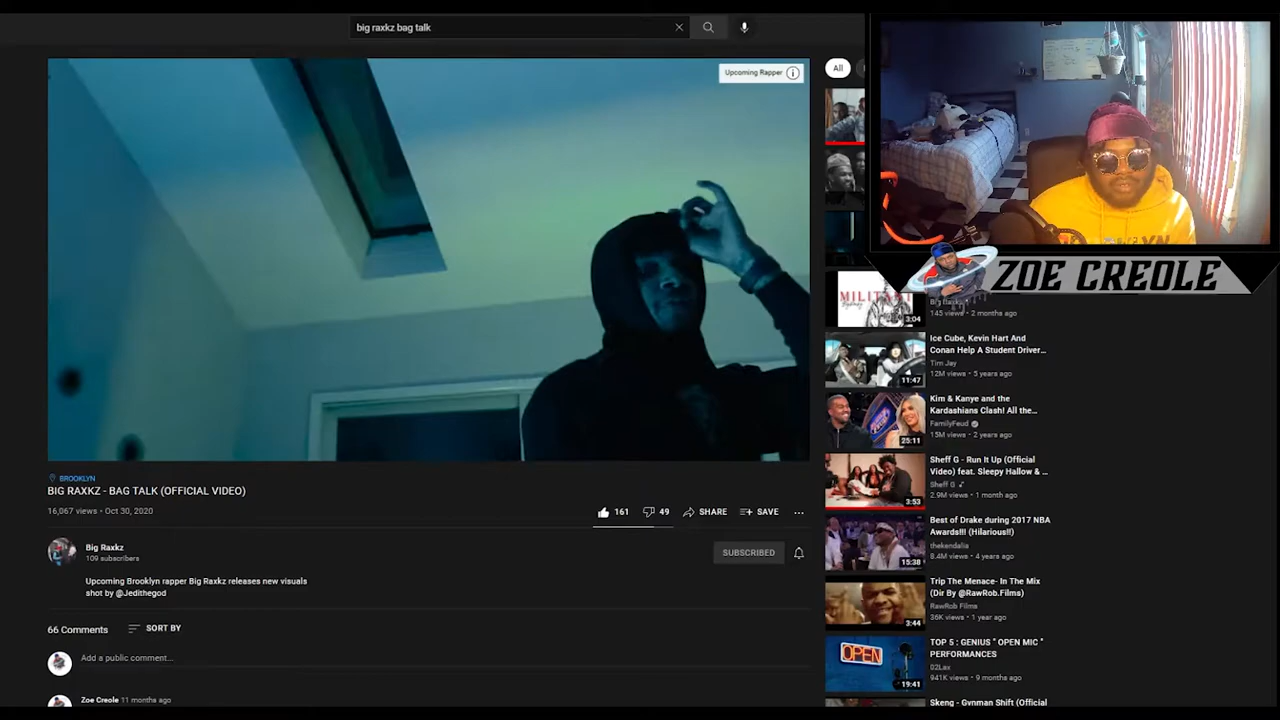 big raxkz bag talk
Upcoming Rapper
All
BROOKLYN
BIG RAXKZ - BAG TALK (OFFICIAL VIDEO)
16,067 views • Oct 30, 2020
161
49
SHARE
SAVE
Big Raxkz
109 subscribers
SUBSCRIBED
Upcoming Brooklyn rapper Big Raxkz releases new visuals
shot by @Jedithegod
66 Comments
SORT BY
Add a public comment...
Zoe Creole 11 months ago
ZOE CREOLE
3:04
Big Raxkz
145 views • 2 months ago
11:47
Ice Cube, Kevin Hart And
Conan Help A Student Driver...
Tim Jay
12M views • 5 years ago
25:11
Kim & Kanye and the
Kardashians Clash! All the...
FamilyFeud
15M views • 2 years ago
3:53
Sheff G - Run It Up (Official
Video) feat. Sleepy Hallow & ...
Sheff G
2.9M views • 1 month ago
15:38
Best of Drake during 2017 NBA
Awards!!! (Hilarious!!)
thekendalia
8.4M views • 4 years ago
3:44
Trip The Menace- In The Mix
(Dir By @RawRob.Films)
RawRob Films
36K views • 1 year ago
OPEN
19:41
TOP 5 : GENIUS " OPEN MIC "
PERFORMANCES
02Lax
941K views • 9 months ago
Skeng - Gvnman Shift (Official